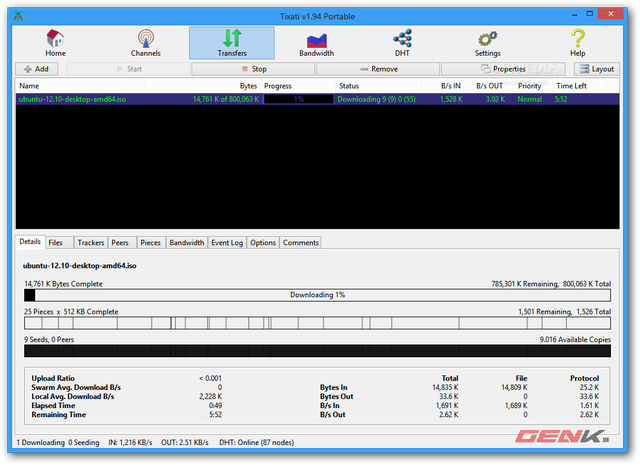 Tixati v1.94 Portable
Home Channels Transfers Bandwidth DHT Settings Help
Add Start Stop Remove Properties Layout
Name Bytes Progress Status B/s IN B/s OUT Priority Time Left
ubuntu-12.10-desktop-amd64.iso 14,761 K of 800,063 K 1% Downloading 9 (9) 0 (55) 1,528 K 3.02 K Normal 5:52
Details Files Trackers Peers Pieces Bandwidth Event Log Options Comments
ubuntu-12.10-desktop-amd64.iso
14,761 K Bytes Complete 785,301 K Remaining, 800,063 K Total
Downloading 1%
25 Pieces x 512 KB Complete 1,501 Remaining, 1,526 Total
9 Seeds, 0 Peers 9.016 Available Copies
Upload Ratio < 0.001 Total File Protocol
Swarm Avg. Download B/s 0 Bytes In 14,835 K 14,809 K 25.2 K
Local Avg. Download B/s 2,228 K Bytes Out 33.6 K 0 33.6 K
Elapsed Time 0:49 B/s In 1,691 K 1,689 K 1.61 K
Remaining Time 5:52 B/s Out 2.62 K 0 2.62 K
1 Downloading 0 Seeding IN: 1,216 KB/s OUT: 2.51 KB/s DHT: Online (87 nodes)
GENK.VN